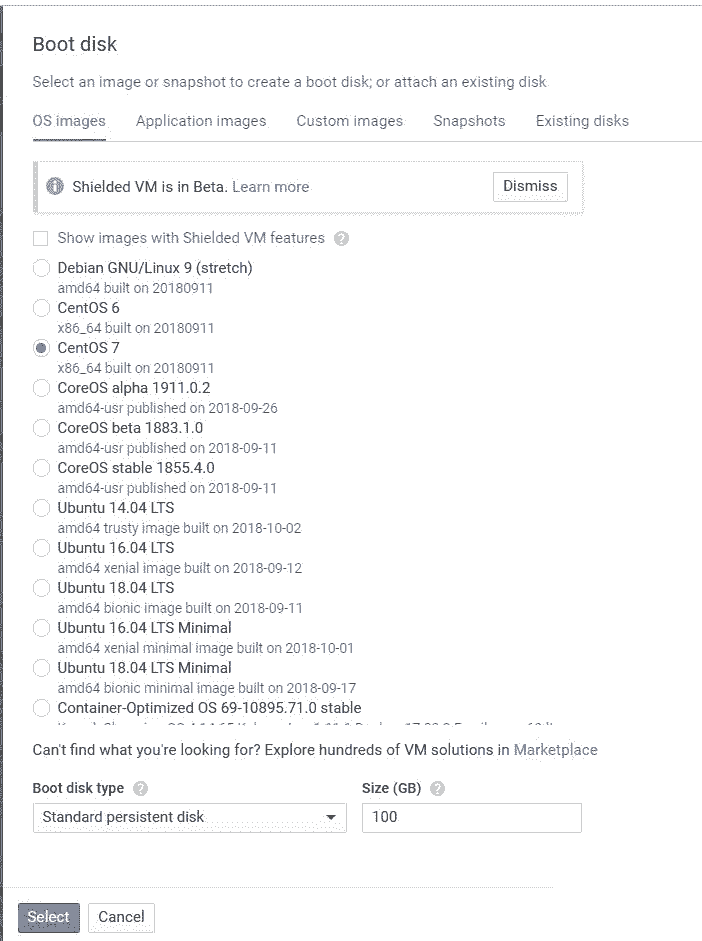 Boot disk
Select an image or snapshot to create a boot disk; or attach an existing disk
OS images Application images Custom images Snapshots Existing disks
Shielded VM is in Beta. Learn more Dismiss
Show images with Shielded VM features ?
Debian GNU/Linux 9 (stretch)
amd64 built on 20180911
CentOS 6
x86_64 built on 20180911
CentOS 7
x86_64 built on 20180911
CoreOS alpha 1911.0.2
amd64-usr published on 2018-09-26
CoreOS beta 1883.1.0
amd64-usr published on 2018-09-11
CoreOS stable 1855.4.0
amd64-usr published on 2018-09-11
Ubuntu 14.04 LTS
amd64 trusty image built on 2018-10-02
Ubuntu 16.04 LTS
amd64 xenial image built on 2018-09-12
Ubuntu 18.04 LTS
amd64 bionic image built on 2018-09-11
Ubuntu 16.04 LTS Minimal
amd64 xenial minimal image built on 2018-10-01
Ubuntu 18.04 LTS Minimal
amd64 bionic minimal image built on 2018-09-17
Container-Optimized OS 69-10895.71.0 stable
Can't find what you're looking for? Explore hundreds of VM solutions in Marketplace
Boot disk type ? Size (GB) ?
Standard persistent disk 100
Select Cancel